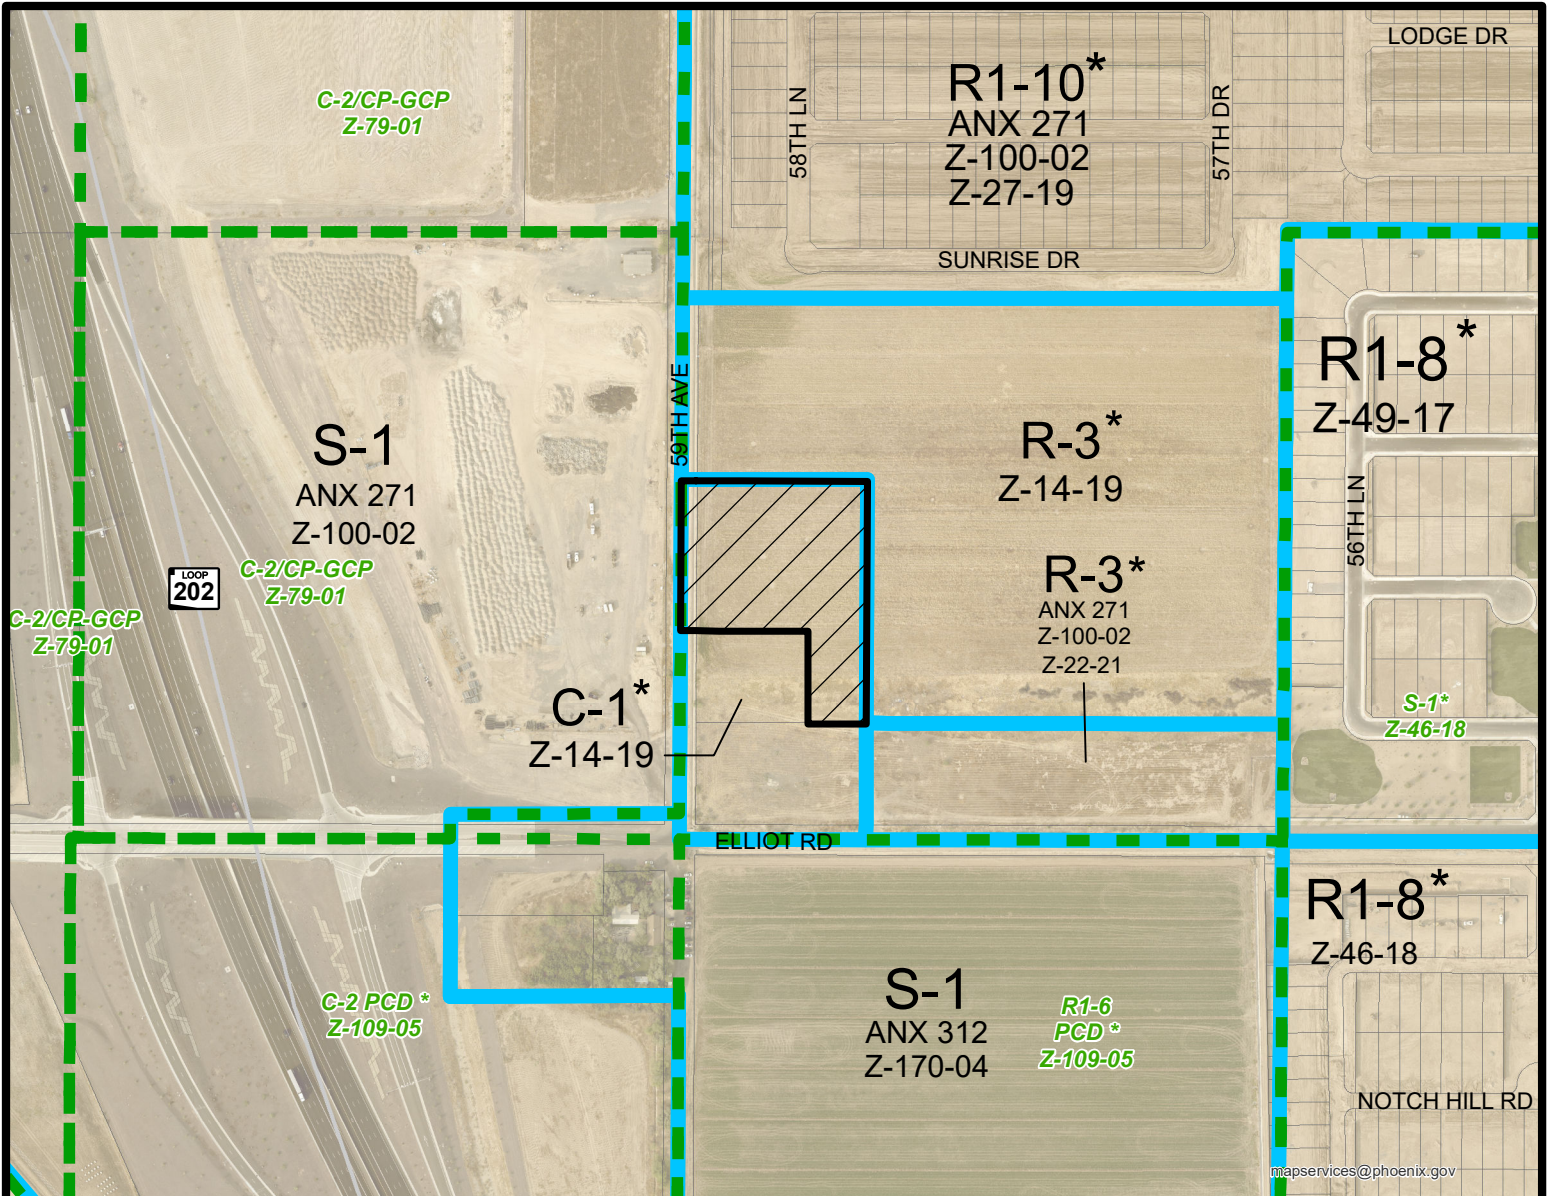 LODGE DR
R1-10*
ANX 271
Z-100-02
Z-27-19
58TH LN
57TH DR
C-2/CP-GCP
Z-79-01
SUNRISE DR
R1-8*
Z-49-17
59TH AVE
R-3*
Z-14-19
S-1
ANX 271
Z-100-02
56TH LN
LOOP
202
C-2/CP-GCP
Z-79-01
R-3*
ANX 271
Z-100-02
Z-22-21
C-2/CP-GCP
Z-79-01
C-1*
Z-14-19
S-1*
Z-46-18
ELLIOT RD
R1-8*
Z-46-18
S-1
ANX 312
Z-170-04
C-2 PCD *
Z-109-05
R1-6
PCD *
Z-109-05
NOTCH HILL RD
mapservices@phoenix.gov